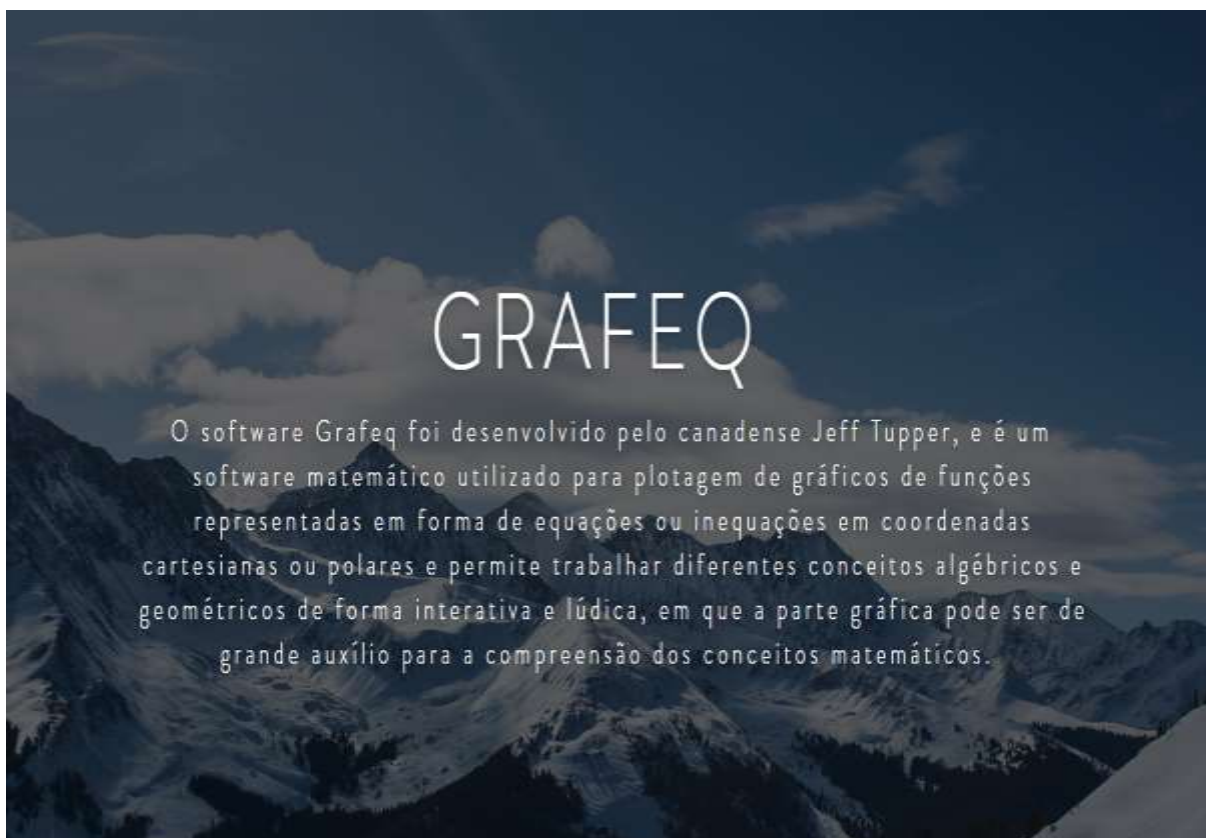 GRAFEQ
O software Grafeq foi desenvolvido pelo canadense Jeff Tupper, e é um
software matemático utilizado para plotagem de gráficos de funções
representadas em forma de equações ou inequações em coordenadas
cartesianas ou polares e permite trabalhar diferentes conceitos algébricos e
geométricos de forma interativa e lúdica, em que a parte gráfica pode ser de
grande auxílio para a compreensão dos conceitos matemáticos.